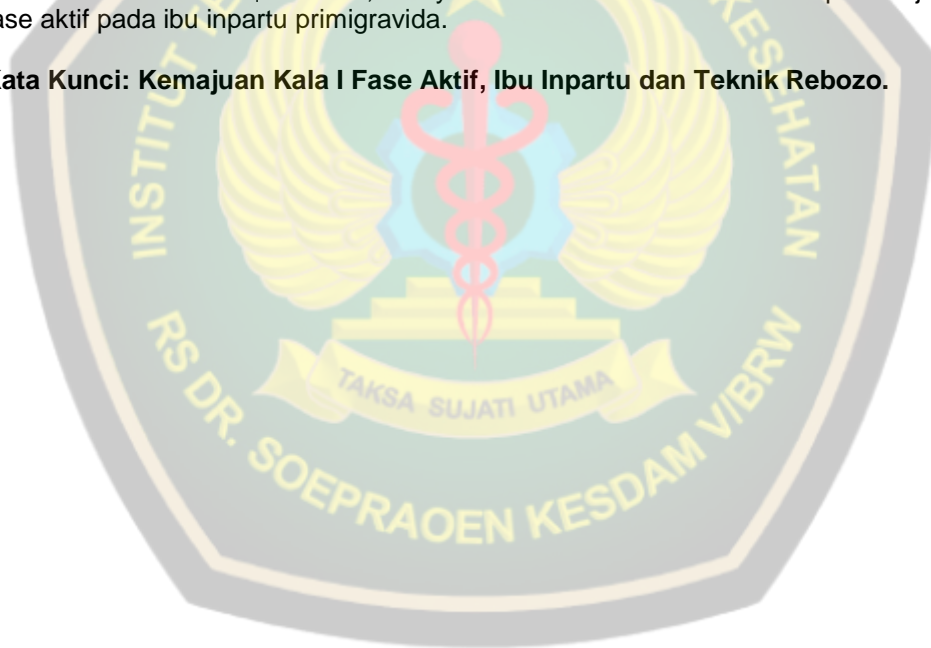 fase aktif pada ibu inpartu primigravida.
Kata Kunci: Kemajuan Kala I Fase Aktif, Ibu Inpartu dan Teknik Rebozo.
INSTITUT
KESEHATAN
TAKSA SUJATI UTAMA
RS DR. SOEPRAOEN KESDAM V/BRW